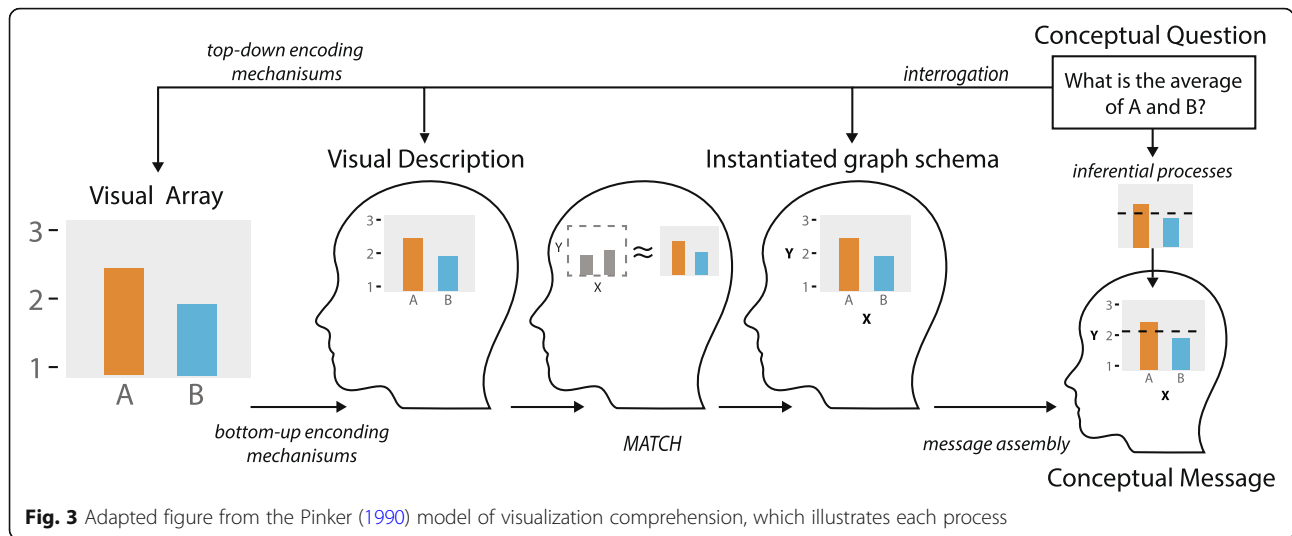 top-down encoding
mechanisums
interrogation
Conceptual Question
What is the average
of A and B?
Visual Description
Instantiated graph schema
inferential processes
Visual Array
3
2
1
A B
3
2
1
A B
Y
X
≈
3
Y 2
1
A B
X
3
Y 2
1
A B
X
bottom-up enconding
mechanisums
MATCH
message assembly
Conceptual Message
Fig. 3 Adapted figure from the Pinker (1990) model of visualization comprehension, which illustrates each process